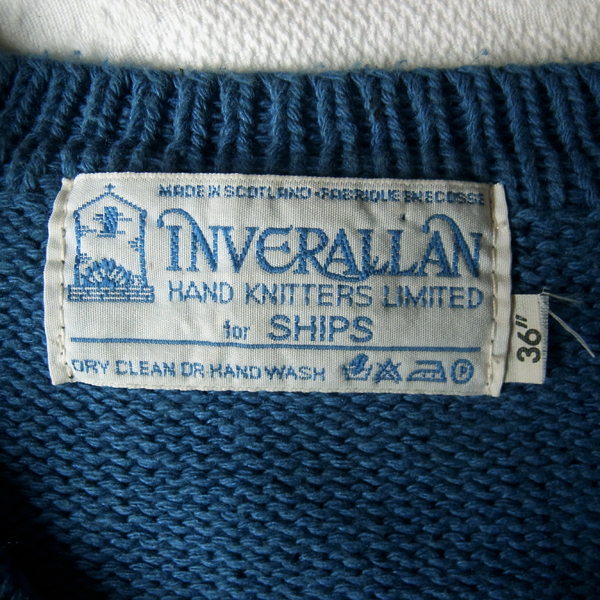 MADE IN SCOTLAND · FABRIQUE EN ECOSSE
INVERALLAN
HAND KNITTERS LIMITED
for SHIPS
DRY CLEAN OR HAND WASH P
36"